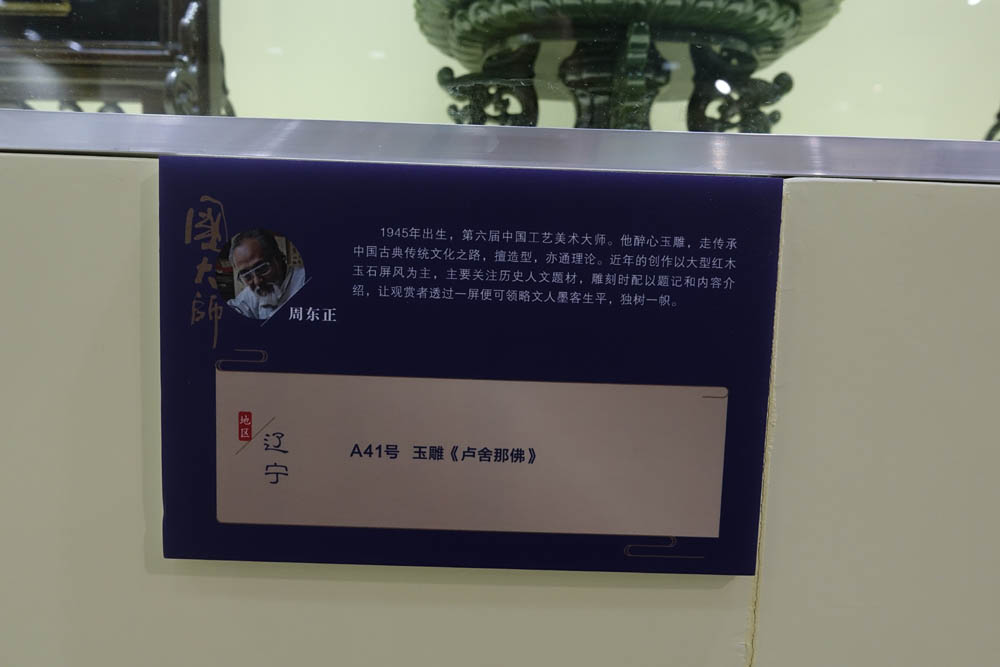 國大師
周东正
1945年出生，第六届中国工艺美术大师。他醉心玉雕，走传承
中国古典传统文化之路，擅造型，亦通理论。近年的创作以大型红木
玉石屏风为主，主要关注历史人文题材，雕刻时配以题记和内容介
绍，让观赏者透过一屏便可领略文人墨客生平，独树一帜。
地区
辽宁
A41号 玉雕《卢舍那佛》